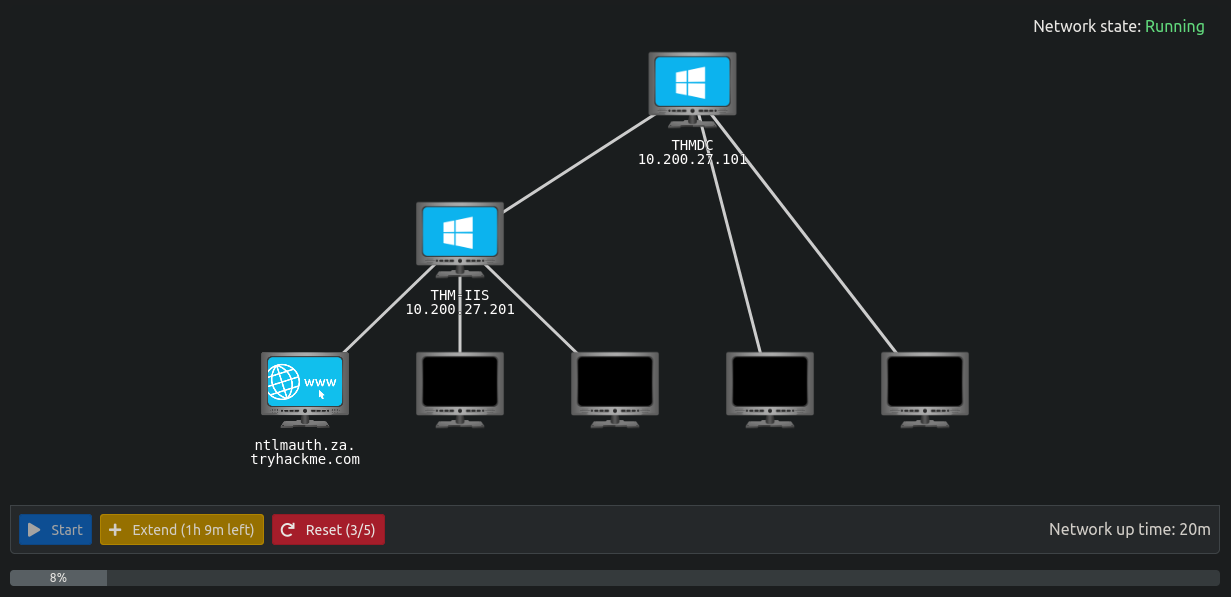 Network state: Running
THMDC
10.200.27.101
THM-IIS
10.200.27.201
www
ntlmauth.za.
tryhackme.com
Start
Extend (1h 9m left)
Reset (3/5)
Network up time: 20m
8%